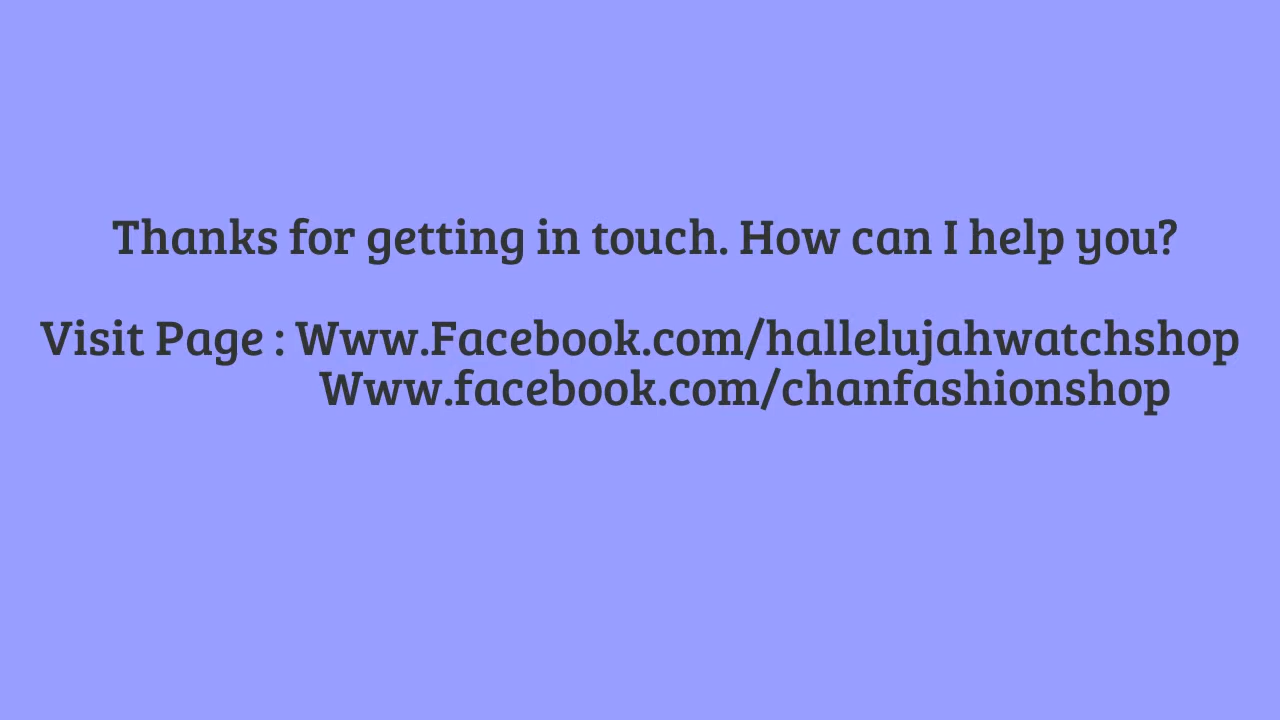 Thanks for getting in touch. How can I help you?
Visit Page : Www.Facebook.com/hallelujahwatchshop
Www.facebook.com/chanfashionshop